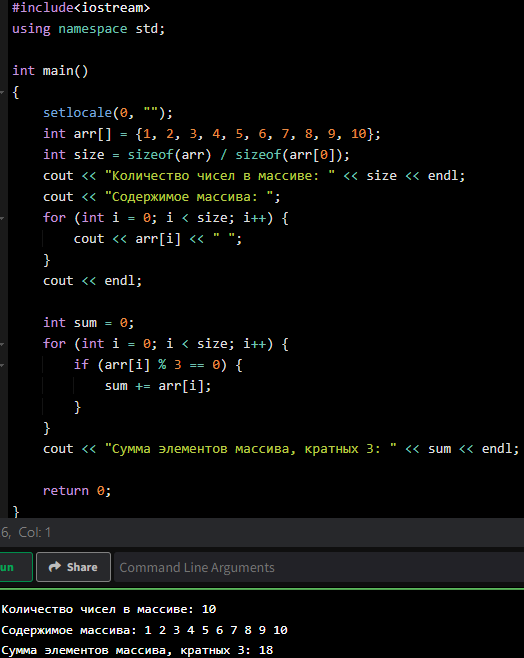 #include<iostream>
using namespace std;
int main()
{
setlocale(0, "");
int arr[] = {1, 2, 3, 4, 5, 6, 7, 8, 9, 10};
int size = sizeof(arr) / sizeof(arr[0]);
cout << "Количество чисел в массиве: " << size << endl;
cout << "Содержимое массива: ";
for (int i = 0; i < size; i++) {
cout << arr[i] << " ";
}
cout << endl;
int sum = 0;
for (int i = 0; i < size; i++) {
if (arr[i] % 3 == 0) {
sum += arr[i];
}
}
cout << "Сумма элементов массива, кратных 3: " << sum << endl;
return 0;
}
6, Col: 1
un Share Command Line Arguments
Количество чисел в массиве: 10
Содержимое массива: 1 2 3 4 5 6 7 8 9 10
Сумма элементов массива, кратных 3: 18